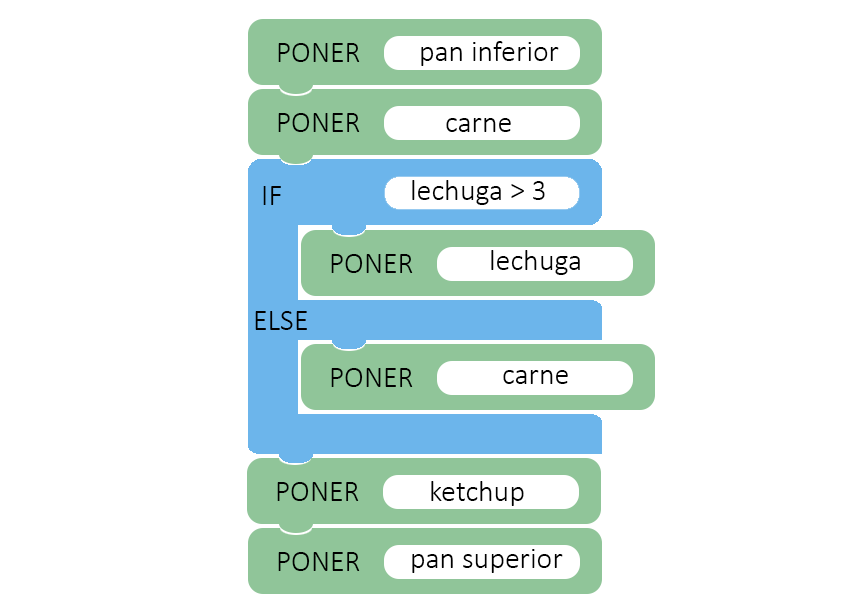 PONER pan inferior
PONER carne
IF lechuga > 3
PONER lechuga
ELSE
PONER carne
PONER ketchup
PONER pan superior